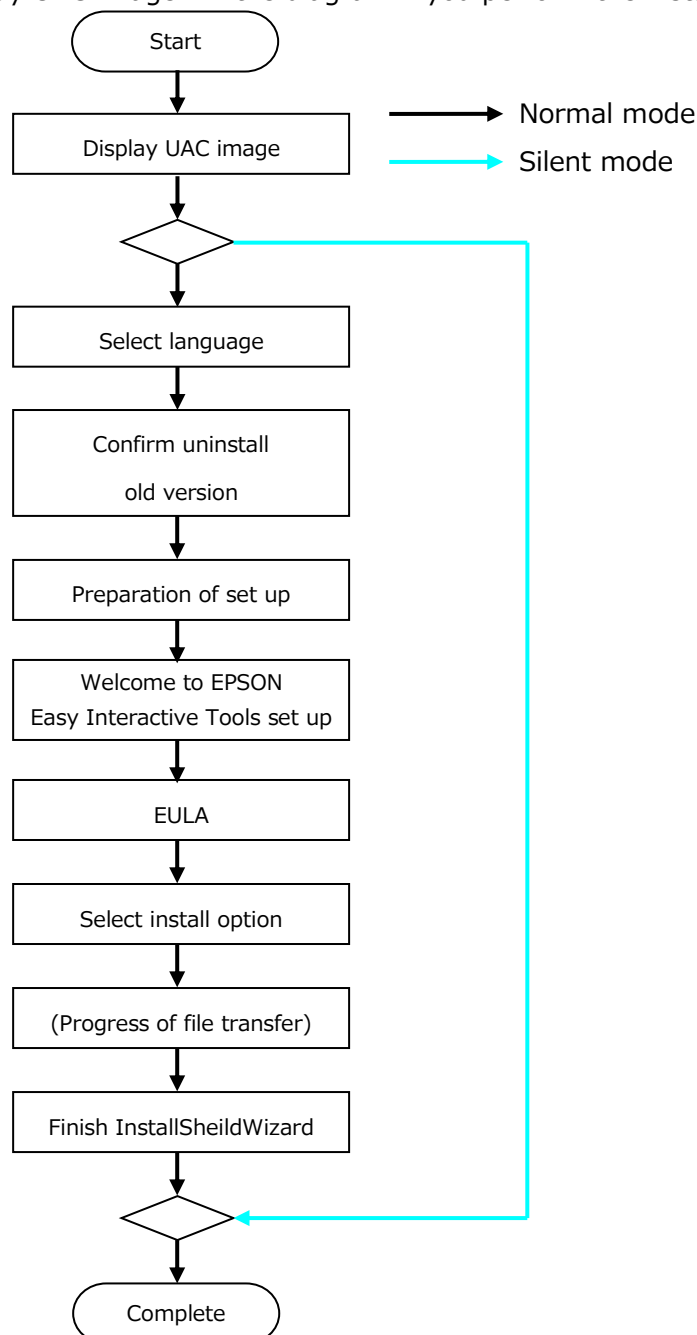 Start
Normal mode
Display UAC image
Silent mode
Select language
Confirm uninstall
old version
Preparation of set up
Welcome to EPSON
Easy Interactive Tools set up
EULA
Select install option
(Progress of file transfer)
Finish InstallSheildWizard
Complete